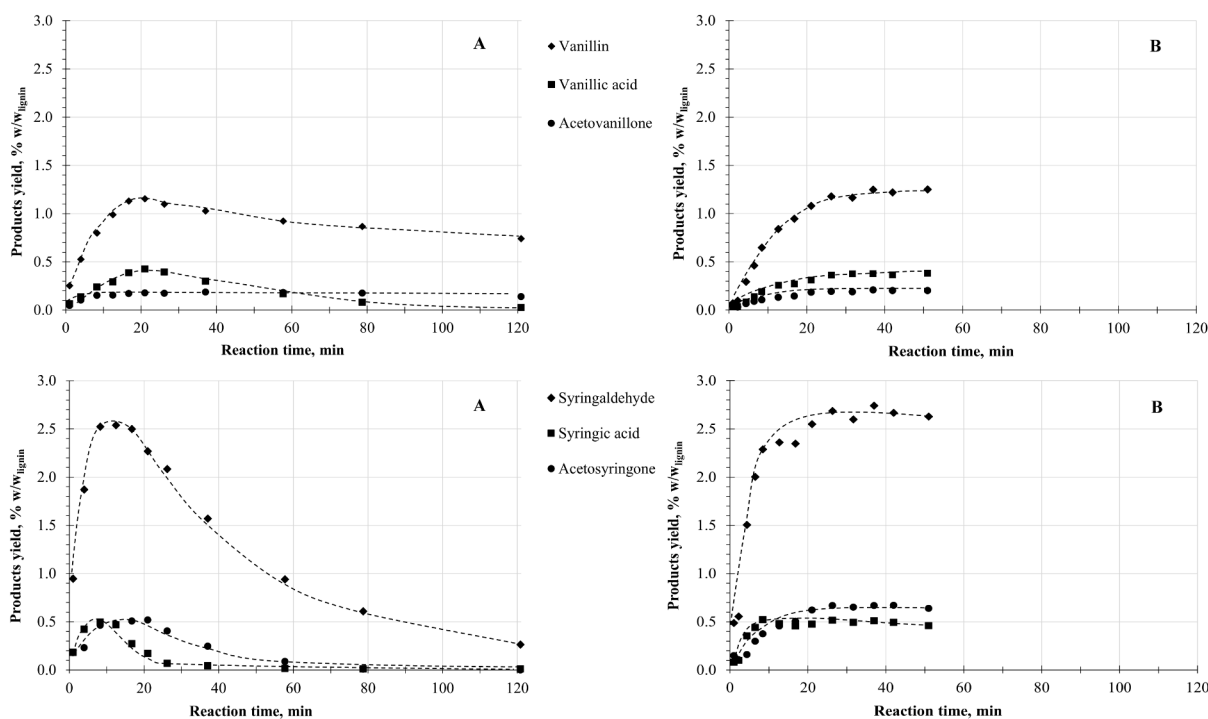 3.0
2.5
2.0
1.5
1.0
0.5
0.0
Products yield, % w/wlignin
0 20 40 60 80 100 120
Reaction time, min
A
Vanillin
Vanillic acid
Acetovanillone
3.0
2.5
2.0
1.5
1.0
0.5
0.0
Products yield, % w/wlignin
0 20 40 60 80 100 120
Reaction time, min
B
3.0
2.5
2.0
1.5
1.0
0.5
0.0
Products yield, % w/wlignin
0 20 40 60 80 100 120
Reaction time, min
A
Syringaldehyde
Syringic acid
Acetosyringone
3.0
2.5
2.0
1.5
1.0
0.5
0.0
Products yield, % w/wlignin
0 20 40 60 80 100 120
Reaction time, min
B